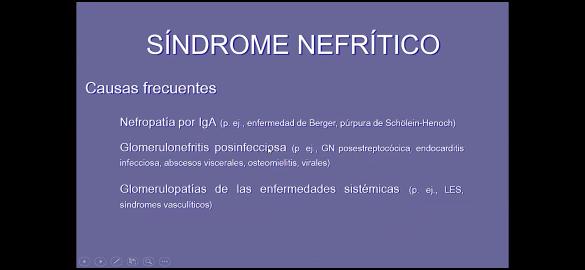 SÍNDROME NEFRÍTICO
Causas frecuentes
Nefropatía por IgA (p. ej., enfermedad de Berger, púrpura de Schölein-Henoch)
Glomerulonefritis posinfecciosa (p. ej., GN posestreptocócica, endocarditis
infecciosa, abscesos viscerales, osteomielitis, virales)
Glomerulopatías de las enfermedades sistémicas (p. ej., LES,
síndromes vasculíticos)